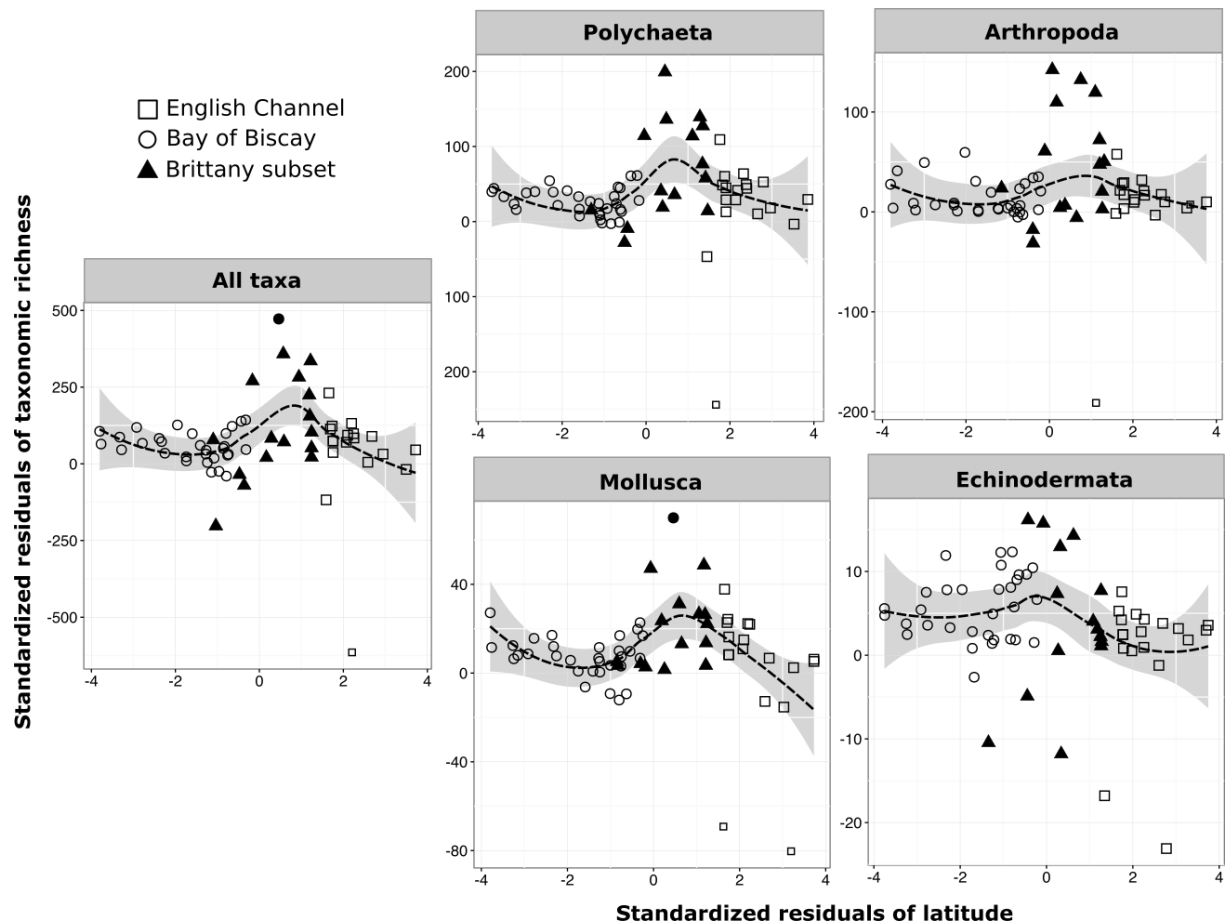 English Channel
Bay of Biscay
Brittany subset
Polychaeta
200
100
0
100
200
-4 -2 0 2 4
Arthropoda
100
0
-100
-200
-4 -2 0 2 4
All taxa
500
250
0
-250
-500
-4 -2 0 2 4
Mollusca
40
0
-40
-80
-4 -2 0 2 4
Echinodermata
10
0
-10
-20
-4 -2 0 2 4
Standardized residuals of taxonomic richness
Standardized residuals of latitude